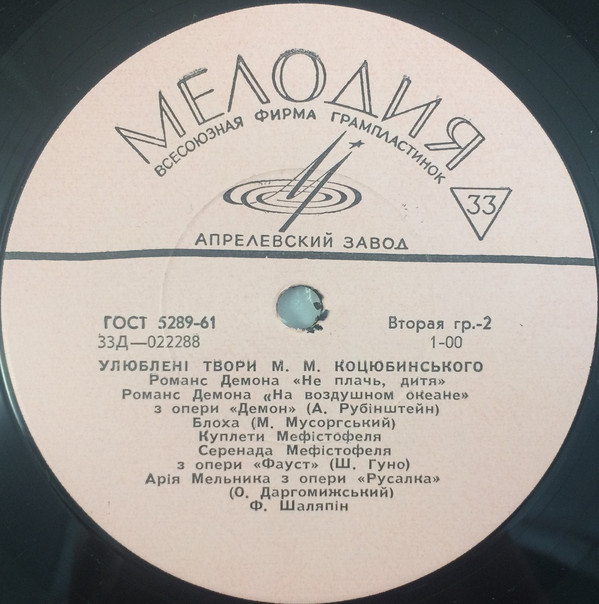 МЕЛОДИЯ
ВСЕСОЮЗНАЯ ФИРМА ГРАМПЛАСТИНОК
33
АПРЕЛЕВСКИЙ ЗАВОД
ГОСТ 5289-61
Вторая гр.-2
33Д—022288
1-00
УЛЮБЛЕНІ ТВОРИ М. М. КОЦЮБИНСЬКОГО
Романс Демона «Не плачь, дитя»
Романс Демона «На воздушном океане»
з опери «Демон» (А. Рубінштейн)
Блоха (М. Мусоргський)
Куплети Мефістофеля
Серенада Мефістофеля
з опери «Фауст» (Ш. Гуно)
Арія Мельника з опери «Русалка»
(О. Даргомижський)
Ф. Шаляпін